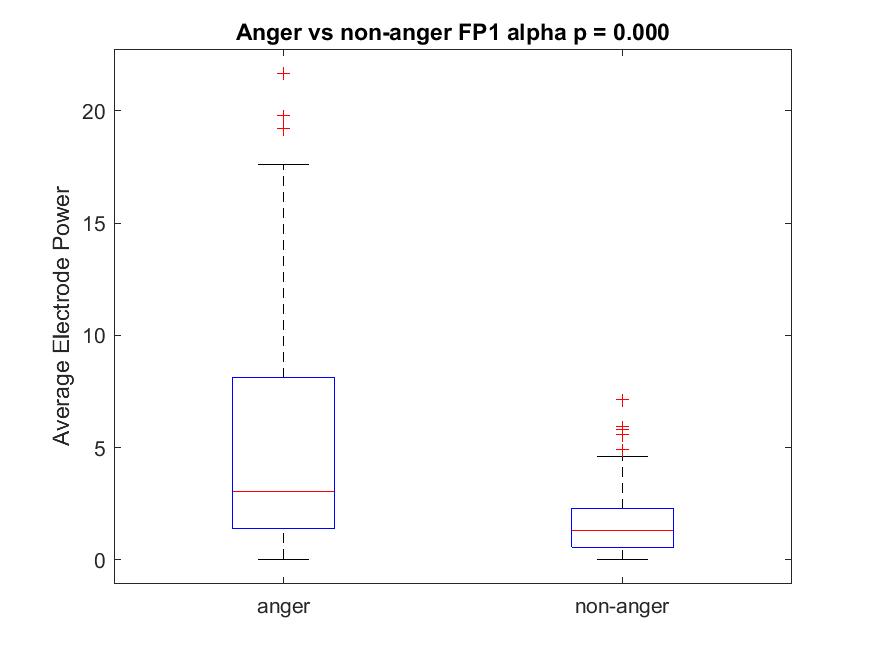 Anger vs non-anger FP1 alpha p = 0.000
Average Electrode Power
20
15
10
5
0
anger
non-anger